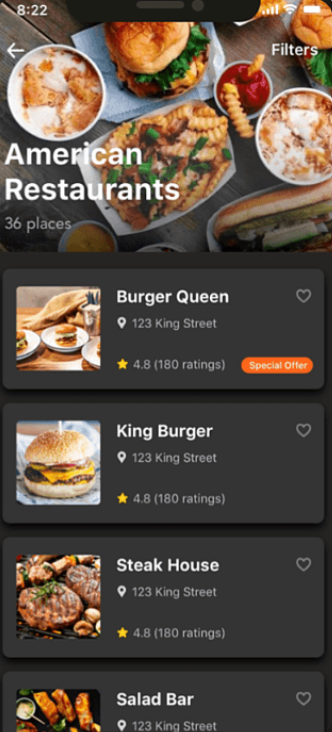 8:22
Filters
American
Restaurants
36 places
Burger Queen
123 King Street
4.8 (180 ratings)
Special Offer
King Burger
123 King Street
4.8 (180 ratings)
Steak House
123 King Street
4.8 (180 ratings)
Salad Bar
123 King Street